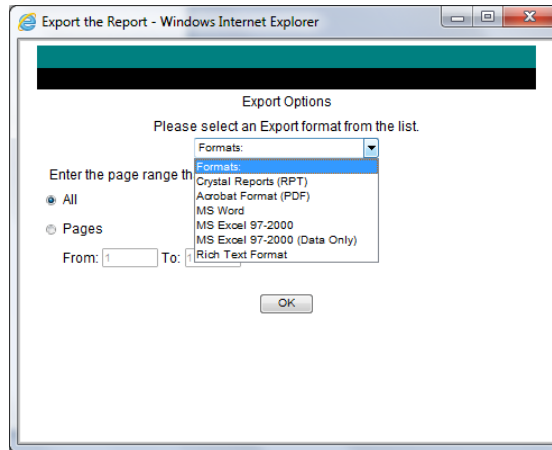 Export the Report - Windows Internet Explorer
Export Options
Please select an Export format from the list.
Formats:
Formats:
Crystal Reports (RPT)
Acrobat Format (PDF)
MS Word
MS Excel 97-2000
MS Excel 97-2000 (Data Only)
Rich Text Format
Enter the page range
All
Pages
From: 1 To: 1
OK